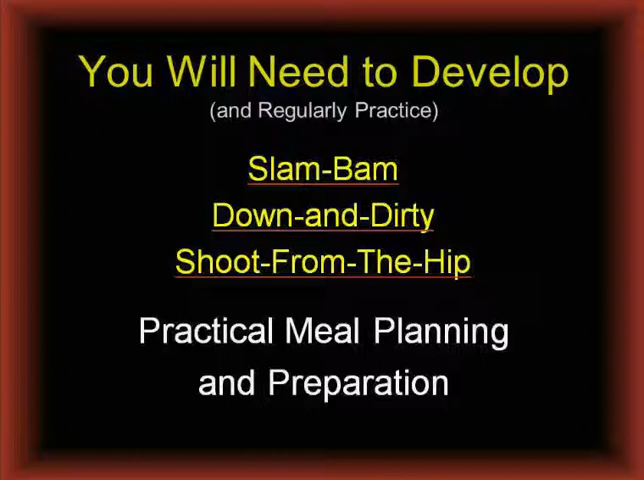 You Will Need to Develop
(and Regularly Practice)
Slam-Bam
Down-and-Dirty
Shoot-From-The-Hip
Practical Meal Planning
and Preparation